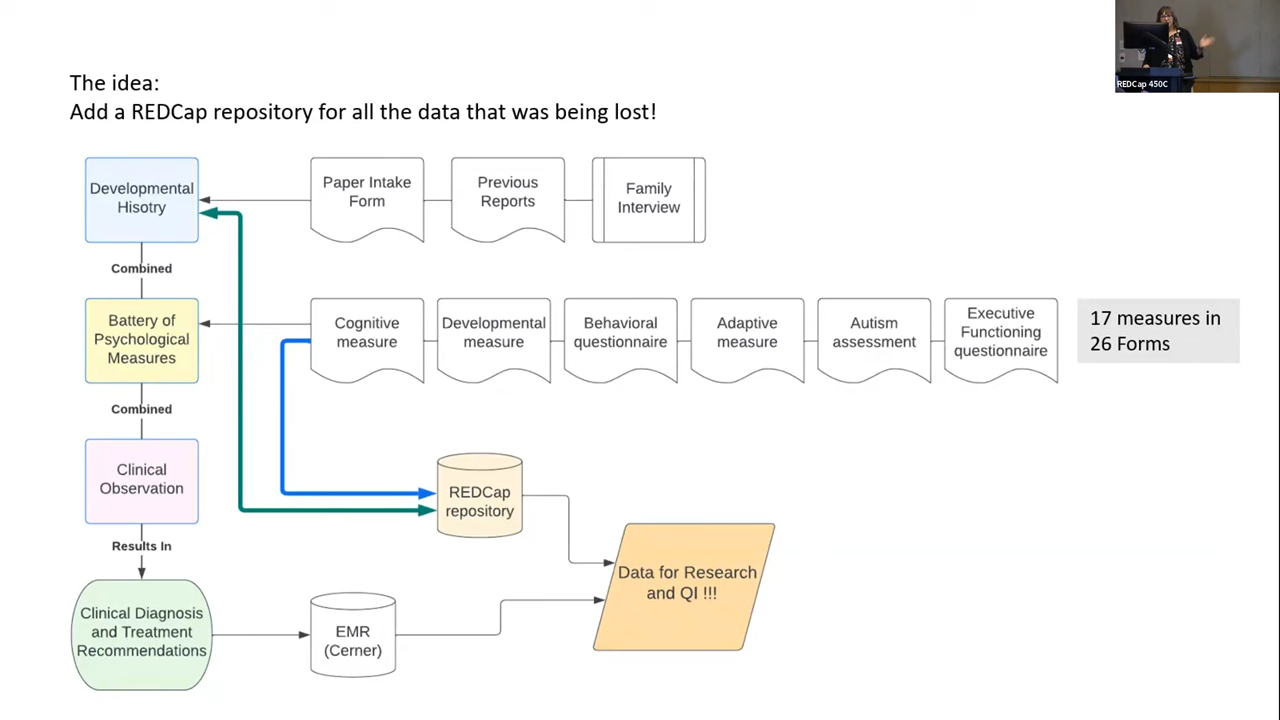 The idea:
Add a REDCap repository for all the data that was being lost!
REDCap 450C
Developmental
Hisotry
Paper Intake
Form
Previous
Reports
Family
Interview
Combined
Battery of
Psychological
Measures
Cognitive
measure
Developmental
measure
Behavioral
questionnaire
Adaptive
measure
Autism
assessment
Executive
Functioning
questionnaire
17 measures in
26 Forms
Combined
Clinical
Observation
REDCap
repository
Results In
Data for Research
and QI !!!
Clinical Diagnosis
and Treatment
Recommendations
EMR
(Cerner)